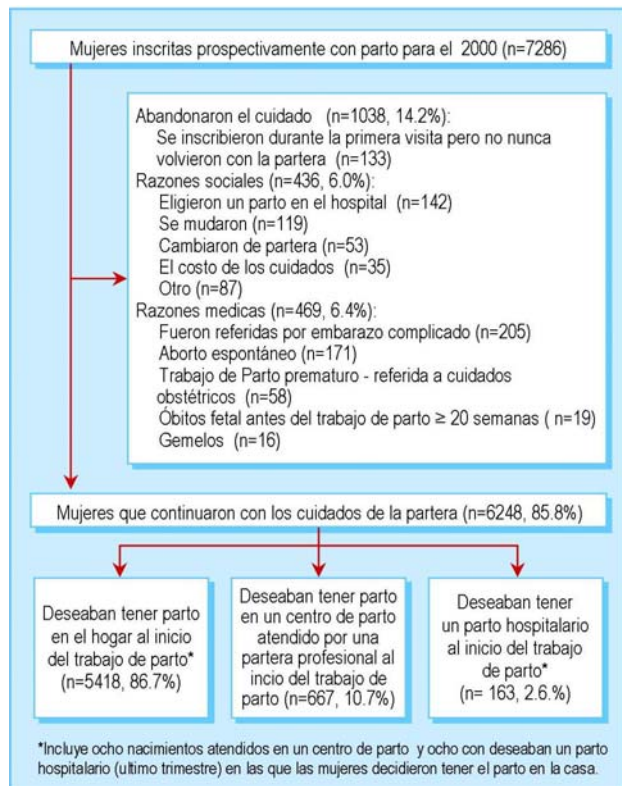 Mujeres inscritas prospectivamente con parto para el 2000 (n=7286)
Abandonaron el cuidado (n=1038, 14.2%):
Se inscribieron durante la primera visita pero no nunca
volvieron con la partera (n=133)
Razones sociales (n=436, 6.0%):
Eligieron un parto en el hospital (n=142)
Se mudaron (n=119)
Cambiaron de partera (n=53)
El costo de los cuidados (n=35)
Otro (n=87)
Razones medicas (n=469, 6.4%):
Fueron referidas por embarazo complicado (n=205)
Aborto espontáneo (n=171)
Trabajo de Parto prematuro - referida a cuidados
obstétricos (n=58)
Óbitos fetal antes del trabajo de parto ≥ 20 semanas ( n=19)
Gemelos (n=16)
Mujeres que continuaron con los cuidados de la partera (n=6248, 85.8%)
Deseaban tener parto
en el hogar al inicio
del trabajo de parto*
(n=5418, 86.7%)
Deseaban tener parto
en un centro de parto
atendido por una
partera profesional al
incio del trabajo de
parto (n=667, 10.7%)
Deseaban tener
un parto hospitalario
al inicio del trabajo
de parto*
(n= 163, 2.6.%)
*Incluye ocho nacimientos atendidos en un centro de parto y ocho con deseaban un parto
hospitalario (ultimo trimestre) en las que las mujeres decidieron tener el parto en la casa.